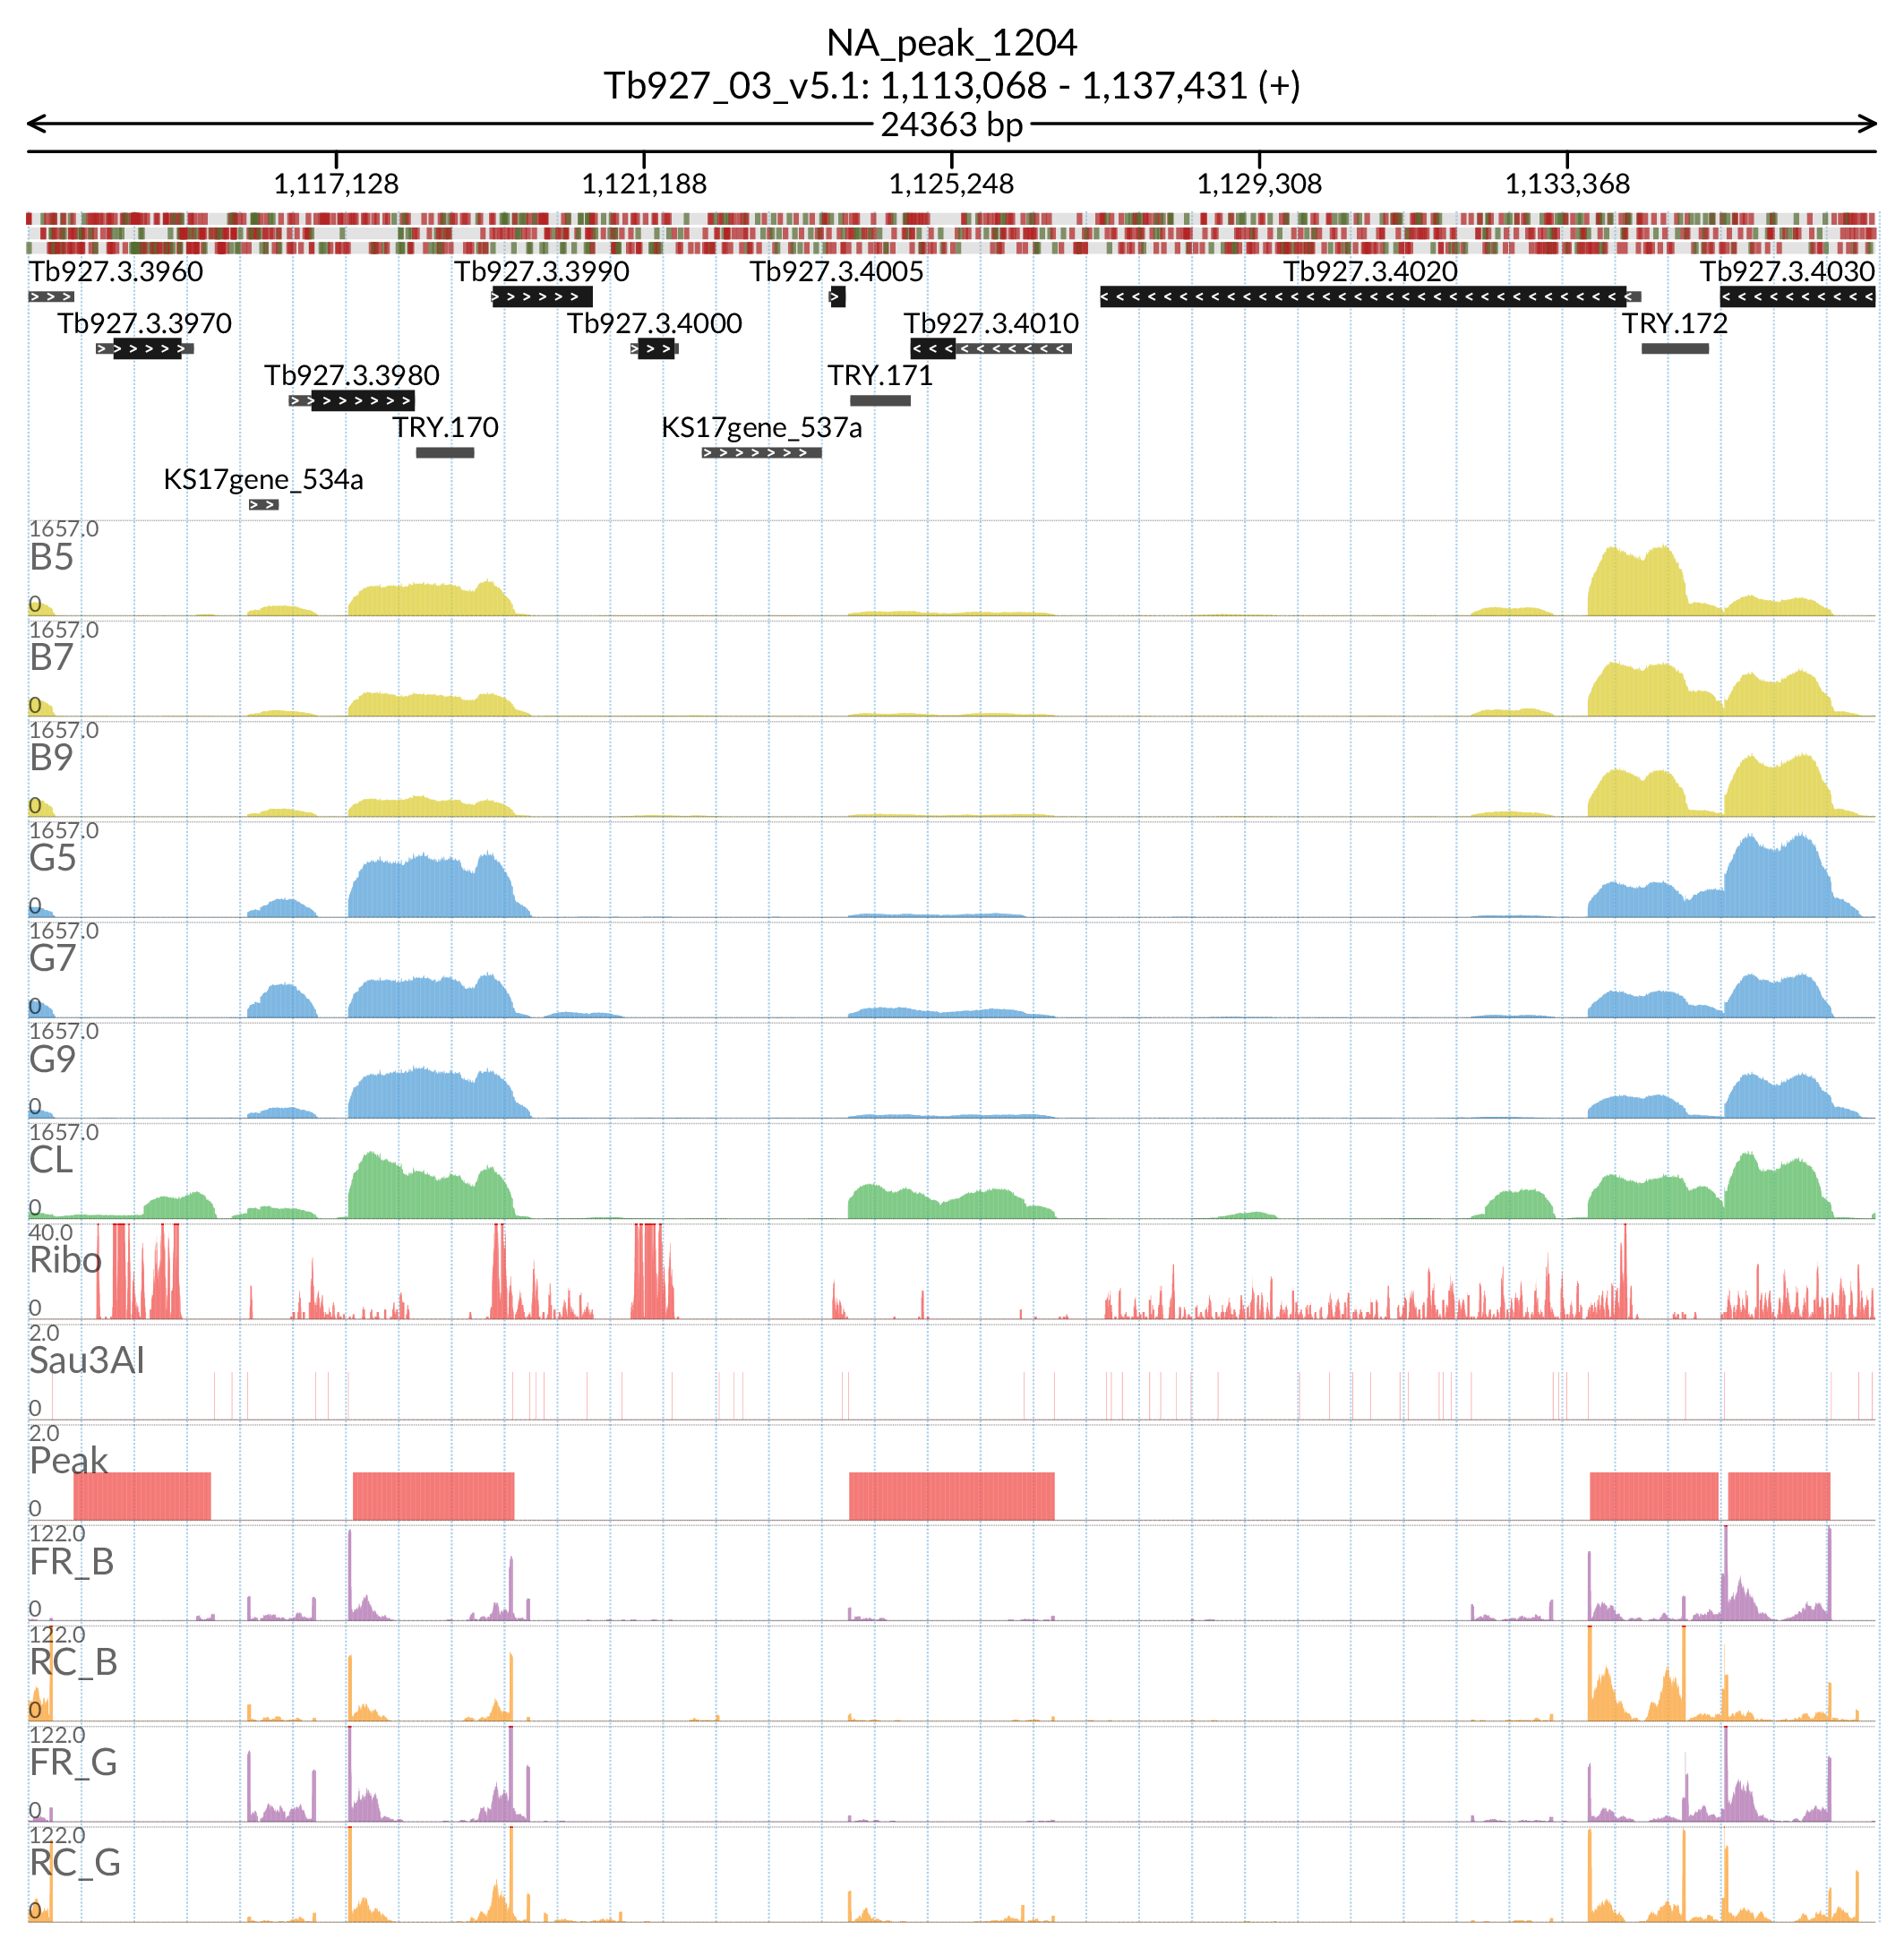 NA_peak_1204
Tb927_03_v5.1: 1,113,068 - 1,137,431 (+)
24363 bp
1,117,128 1,121,188 1,125,248 1,129,308 1,133,368
Tb927.3.3960 Tb927.3.3990 Tb927.3.4005 Tb927.3.4020 Tb927.3.4030
Tb927.3.3970 Tb927.3.4000 Tb927.3.4010 TRY.172
Tb927.3.3980 TRY.171
TRY.170 KS17gene_537a
KS17gene_534a
1657.0
B5
0
1657.0
B7
0
1657.0
B9
0
1657.0
G5
0
1657.0
G7
0
1657.0
G9
0
1657.0
CL
0
40.0
Ribo
0
2.0
Sau3AI
0
2.0
Peak
0
122.0
FR_B
0
122.0
RC_B
0
122.0
FR_G
0
122.0
RC_G
0